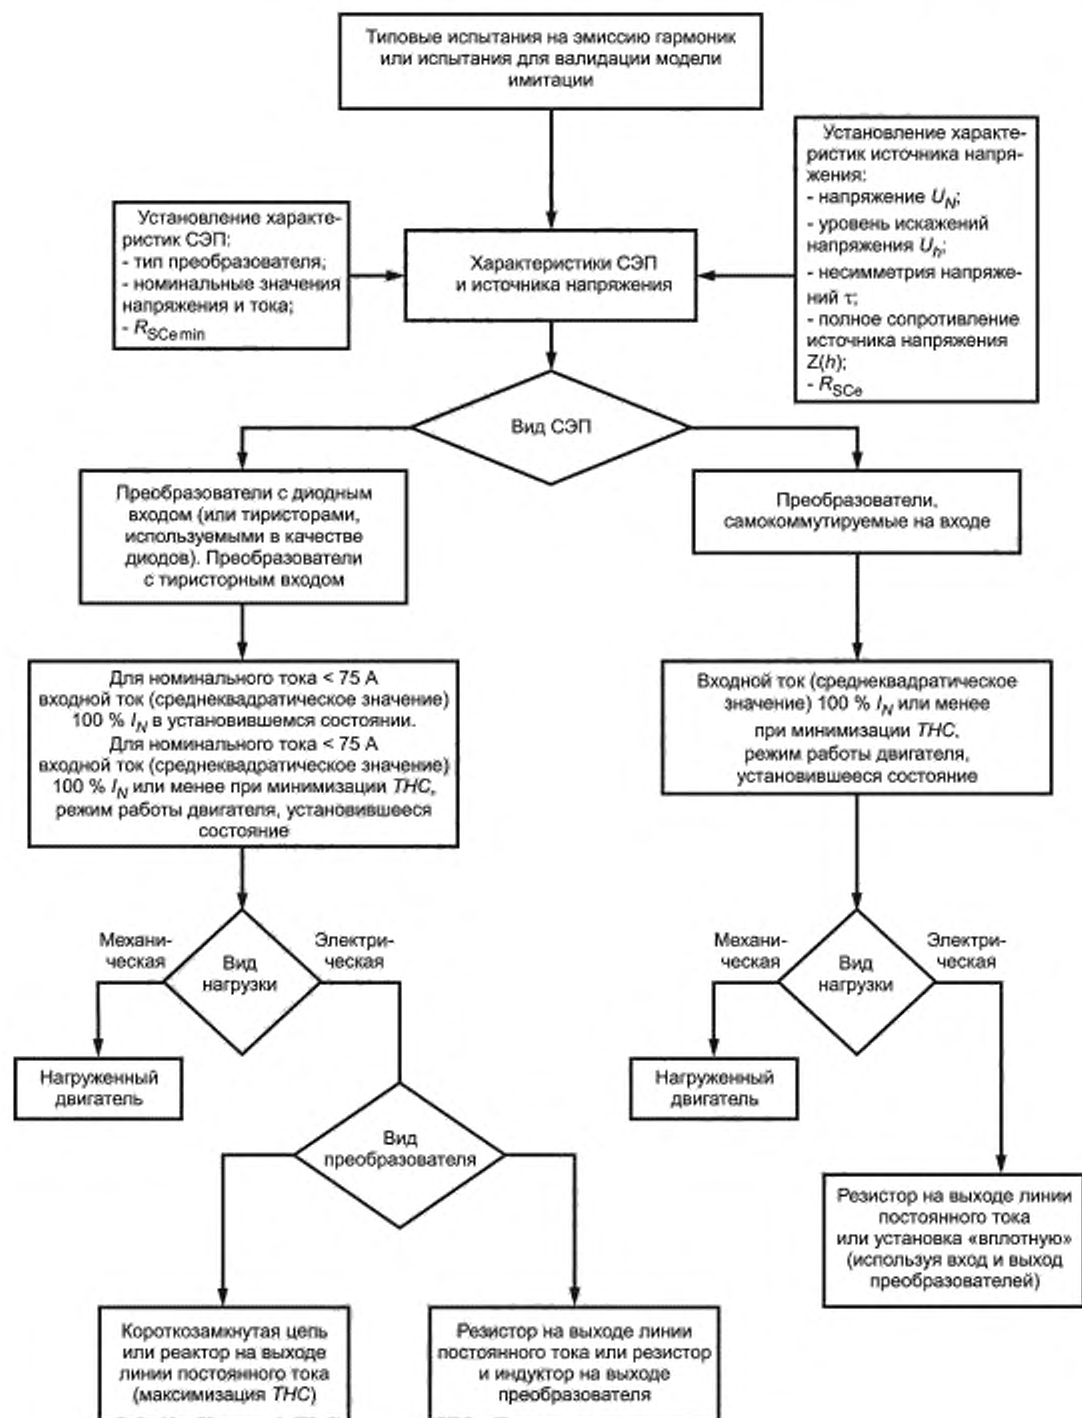 Типовые испытания на эмиссию гармоник
или испытания для валидации модели
имитации
Установление характе-
ристик источника напря-
жения:
- напряжение U_N;
- уровень искажений
напряжения U_h;
- несимметрия напряже-
ний τ;
- полное сопротивление
источника напряжения
Z(h);
- R_SCe
Установление характе-
ристик СЭП:
- тип преобразователя;
- номинальные значения
напряжения и тока;
- R_SCe min
Характеристики СЭП
и источника напряжения
Вид СЭП
Преобразователи с диодным
входом (или тиристорами,
используемыми в качестве
диодов). Преобразователи
с тиристорным входом
Преобразователи,
самокоммутируемые на входе
Для номинального тока < 75 А
входной ток (среднеквадратическое значение)
100 % I_N в установившемся состоянии.
Для номинального тока < 75 А
входной ток (среднеквадратическое значение)
100 % I_N или менее при минимизации THC,
режим работы двигателя, установившееся
состояние
Входной ток (среднеквадратическое
значение) 100 % I_N или менее
при минимизации THC,
режим работы двигателя,
установившееся состояние
Механи-
ческая
Вид
нагрузки
Электри-
ческая
Механи-
ческая
Вид
нагрузки
Электри-
ческая
Нагруженный
двигатель
Нагруженный
двигатель
Вид
преобразователя
Резистор на выходе линии
постоянного тока
или установка «вплотную»
(используя вход и выход
преобразователей)
Короткозамкнутая цепь
или реактор на выходе
линии постоянного тока
(максимизация THC)
Резистор на выходе линии
постоянного тока или резистор
и индуктор на выходе
преобразователя